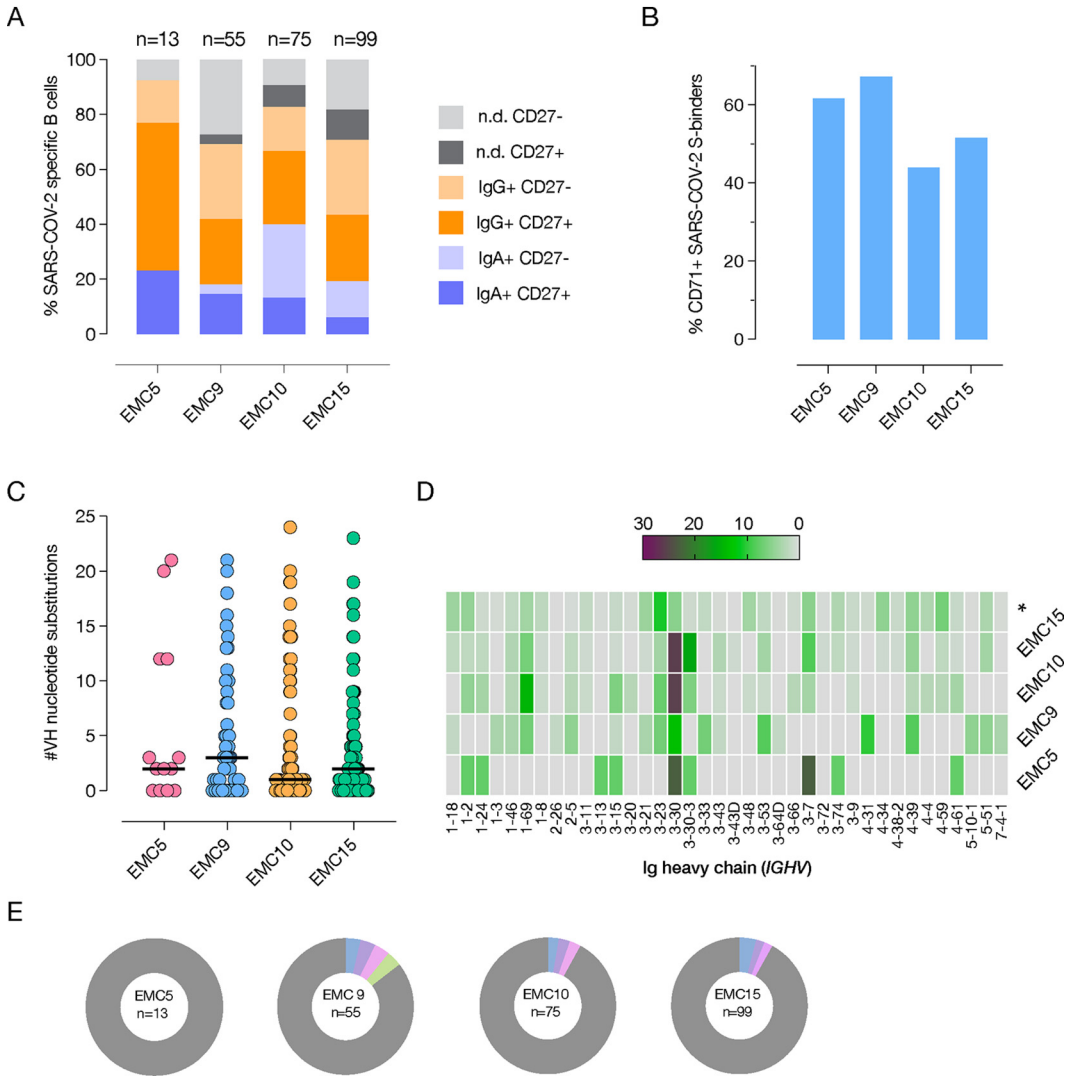 A
n=13 n=55 n=75 n=99
100
80
60
40
20
0
% SARS-COV-2 specific B cells
EMC5
EMC9
EMC10
EMC15
n.d. CD27-
n.d. CD27+
IgG+ CD27-
IgG+ CD27+
IgA+ CD27-
IgA+ CD27+
B
60
40
20
0
% CD71+ SARS-COV-2 S-binders
EMC5
EMC9
EMC10
EMC15
C
25
20
15
10
5
0
#VH nucleotide substitutions
EMC5
EMC9
EMC10
EMC15
D
30 20 10 0
*
EMC15
EMC10
EMC9
EMC5
1-18
1-2
1-24
1-3
1-46
1-69
1-8
2-26
2-5
3-11
3-13
3-15
3-20
3-21
3-23
3-30
3-30-3
3-33
3-43
3-43D
3-48
3-53
3-64D
3-66
3-7
3-72
3-74
3-9
4-31
4-34
4-38-2
4-39
4-4
4-59
4-61
5-10-1
5-51
7-4-1
Ig heavy chain (IGHV)
E
EMC5
n=13
EMC 9
n=55
EMC10
n=75
EMC15
n=99